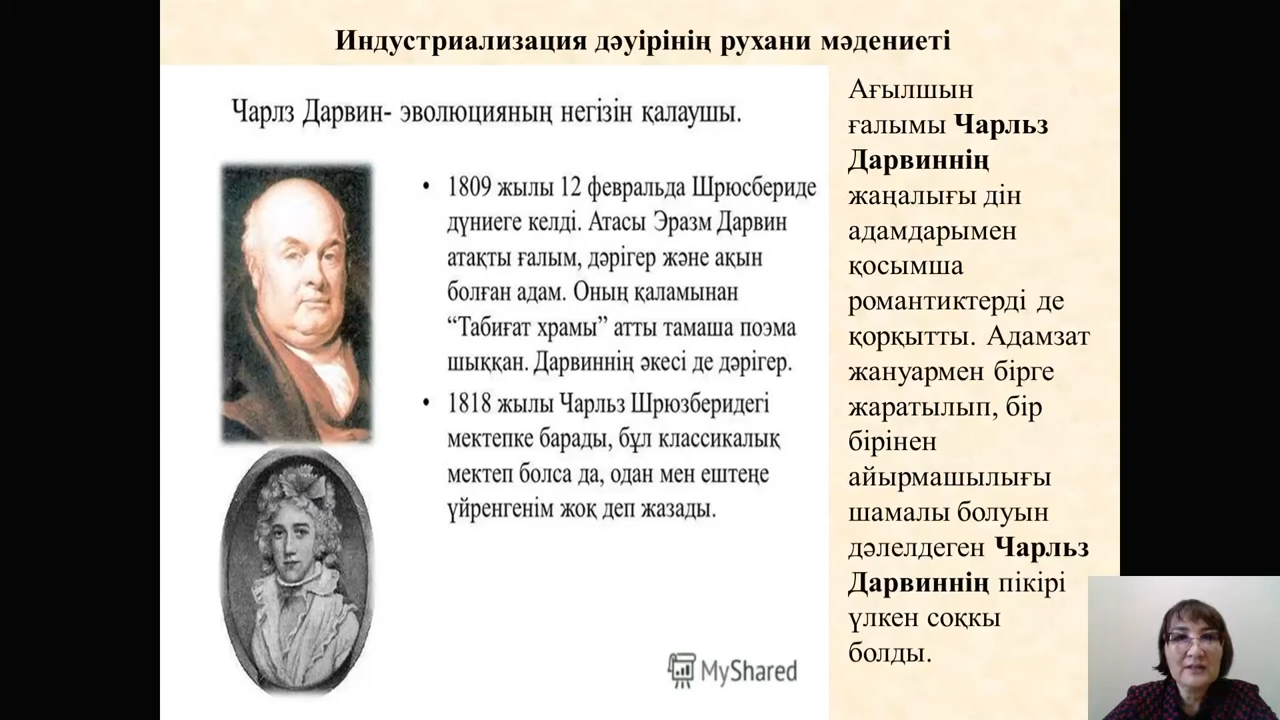 Индустриализация дәуірінің рухани мәдениеті
Чарлз Дарвин- эволюцияның негізін қалаушы.
• 1809 жылы 12 февральда Шрюсбериде
дүниеге келді. Атасы Эразм Дарвин
атақты ғалым, дәрігер және ақын
болған адам. Оның қаламынан
“Табиғат храмы” атты тамаша поэма
шыққан. Дарвиннің әкесі де дәрігер.
• 1818 жылы Чарльз Шрюзберидегі
мектепке барады, бұл классикалық
мектеп болса да, одан мен ештеңе
үйренгенім жоқ деп жазады.
MyShared
Ағылшын
ғалымы Чарльз
Дарвиннің
жаңалығы дін
адамдарымен
қосымша
романтиктерді де
қорқытты. Адамзат
жануармен бірге
жаратылып, бір
бірінен
айырмашылығы
шамалы болуын
дәлелдеген Чарльз
Дарвиннің пікірі
үлкен соққы
болды.